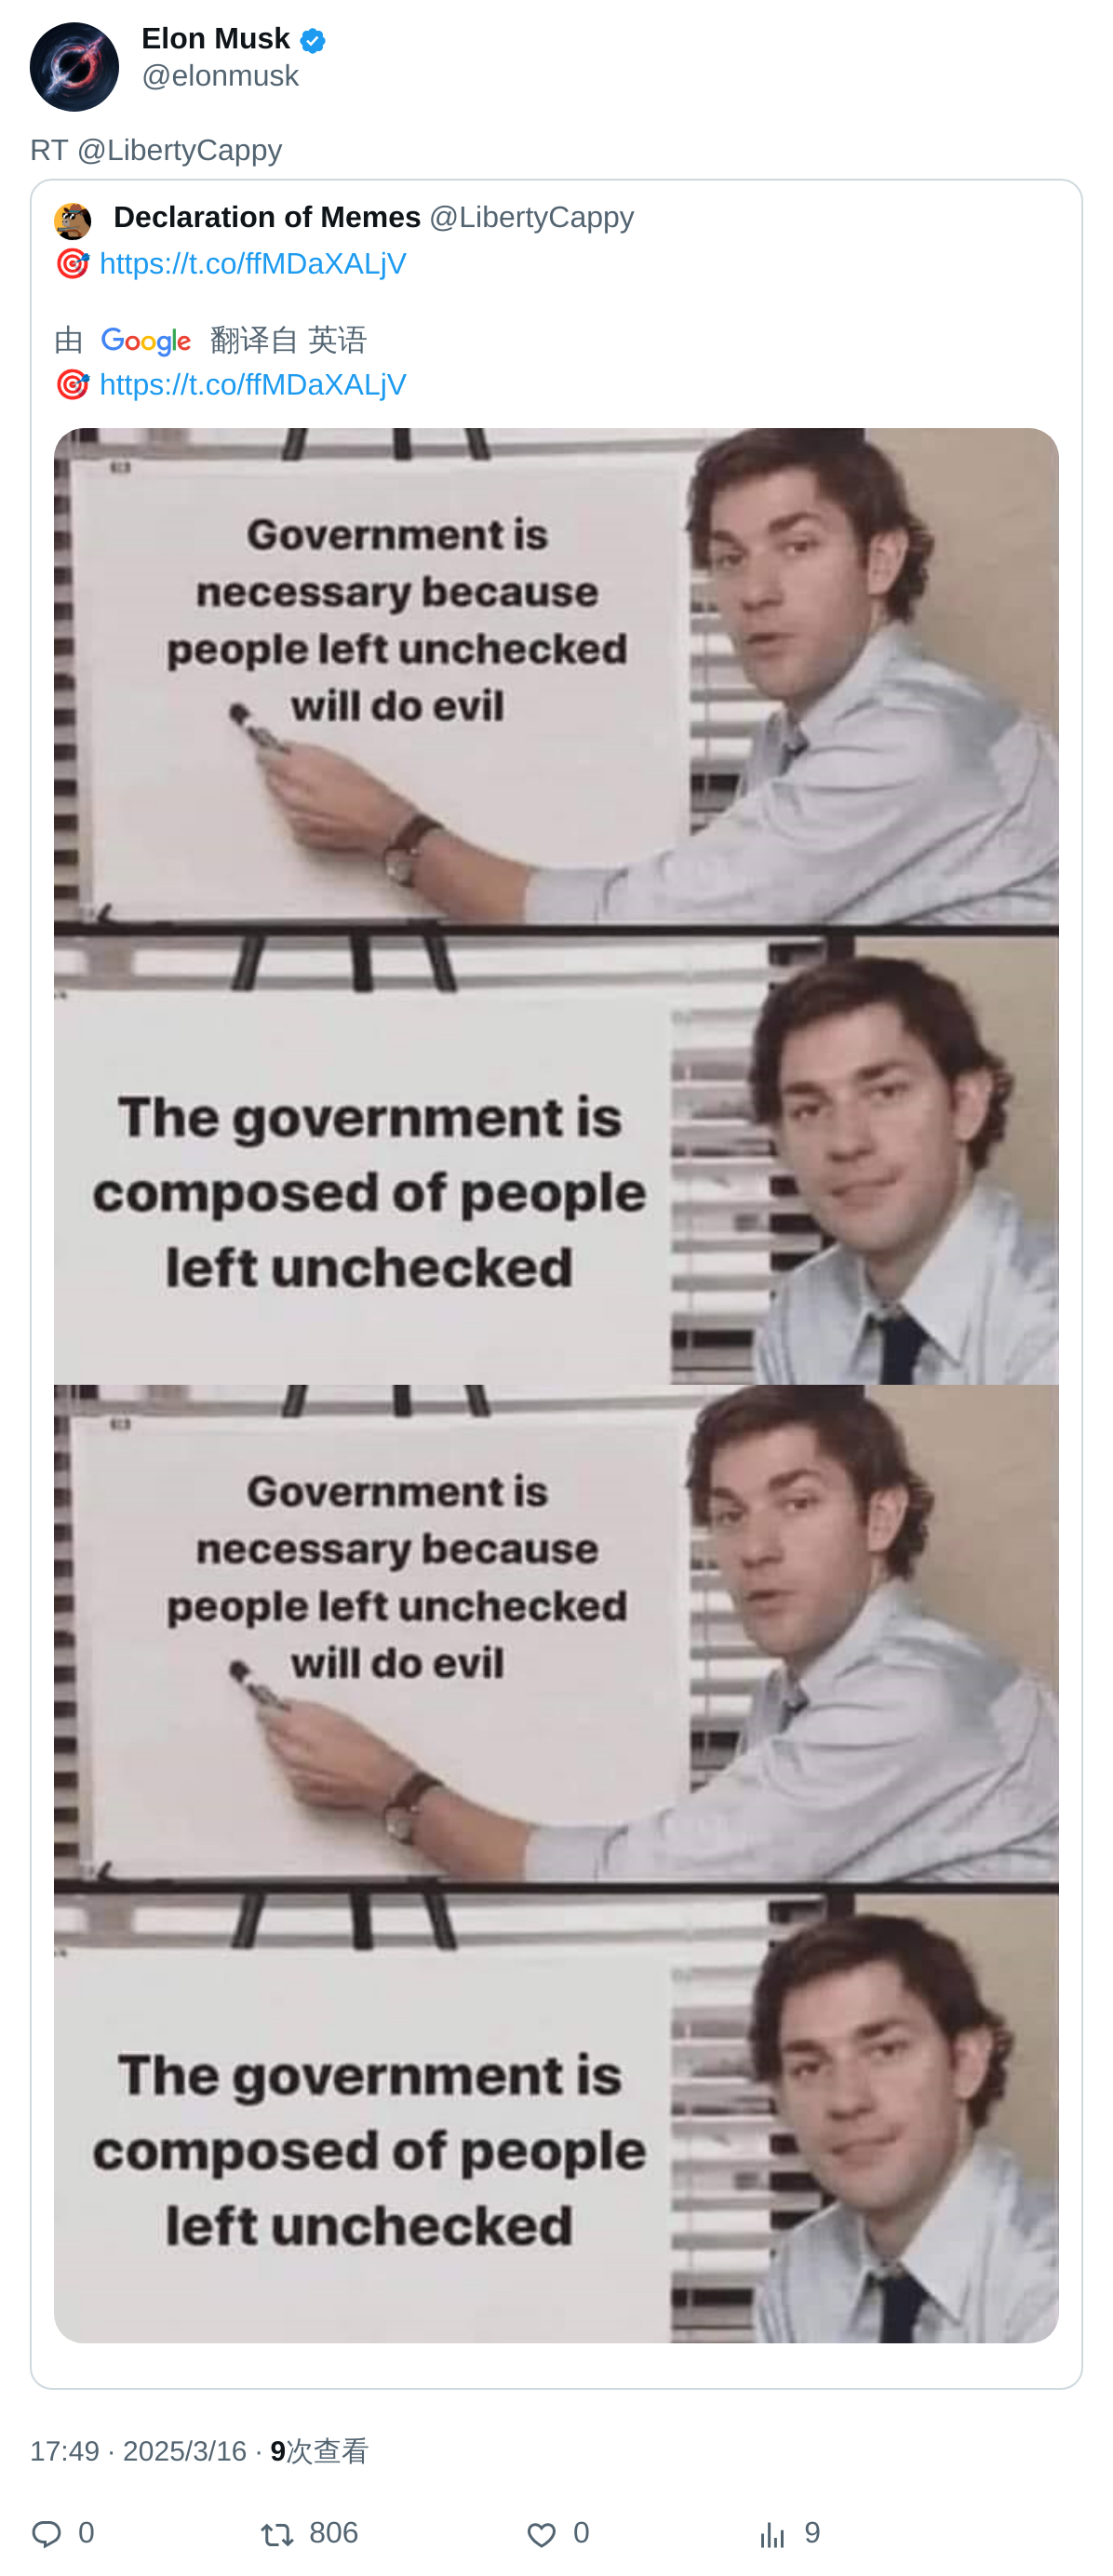 Elon Musk
@elonmusk
RT @LibertyCappy
Declaration of Memes @LibertyCappy
🎯 https://t.co/ffMDaXALjV
由 Google 翻译自 英语
🎯 https://t.co/ffMDaXALjV
Government is
necessary because
people left unchecked
will do evil
The government is
composed of people
left unchecked
Government is
necessary because
people left unchecked
will do evil
The government is
composed of people
left unchecked
17:49 · 2025/3/16 · 9次查看
0 806 0 9